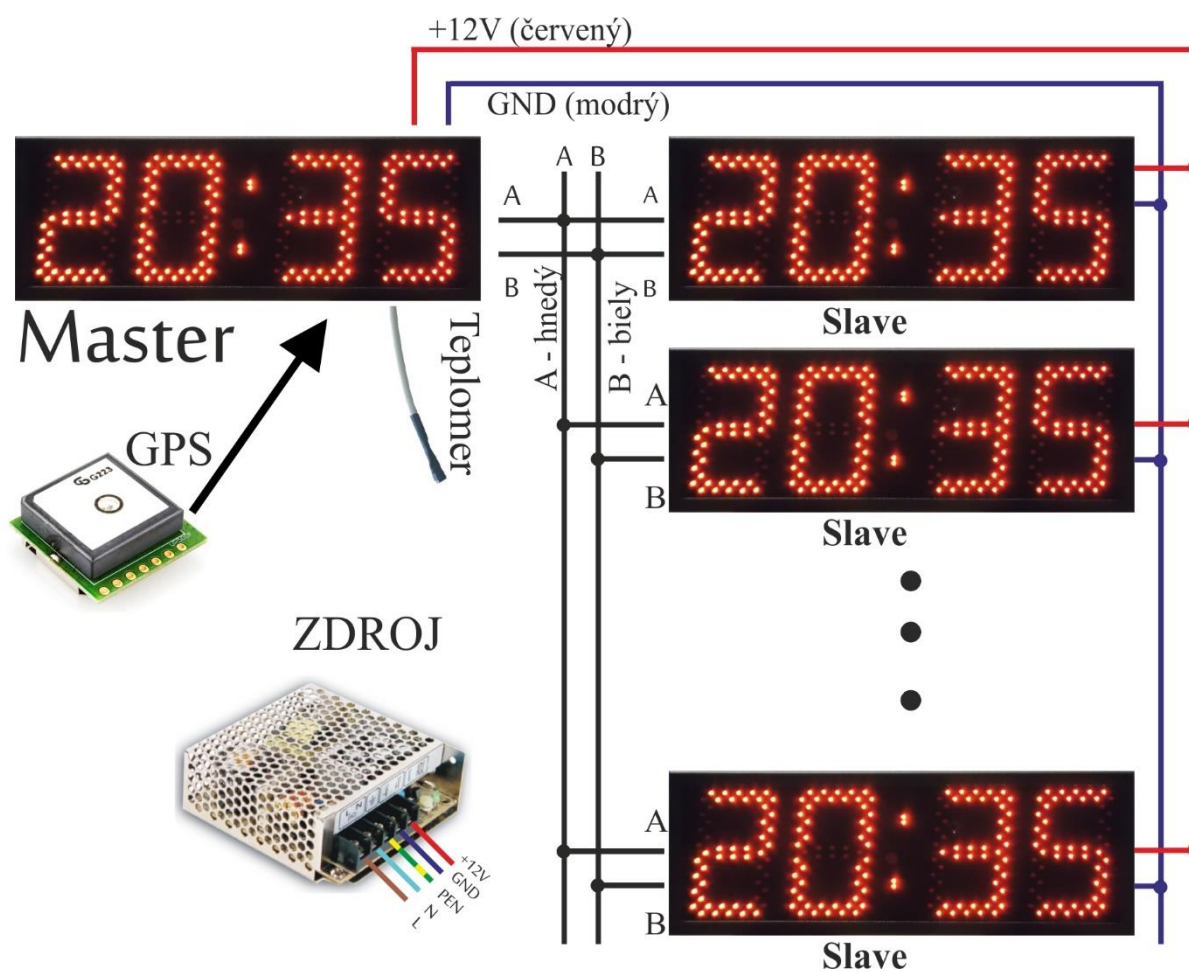 +12V (červený)
GND (modrý)
20:35
Master
GPS
Teplomer
A
B
A
B
A - hnedý
B - biely
A
B
20:35
Slave
A
B
20:35
Slave
A
B
20:35
Slave
G223
ZDROJ
+12V
GND
PEN
N
L